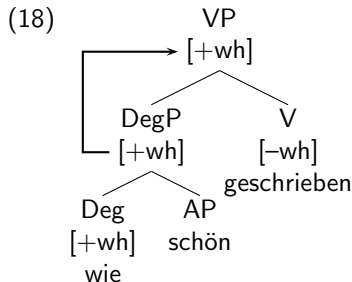 (18)
VP
[+wh]
DegP V
[+wh] [–wh]
geschrieben
Deg AP
[+wh] schön
wie